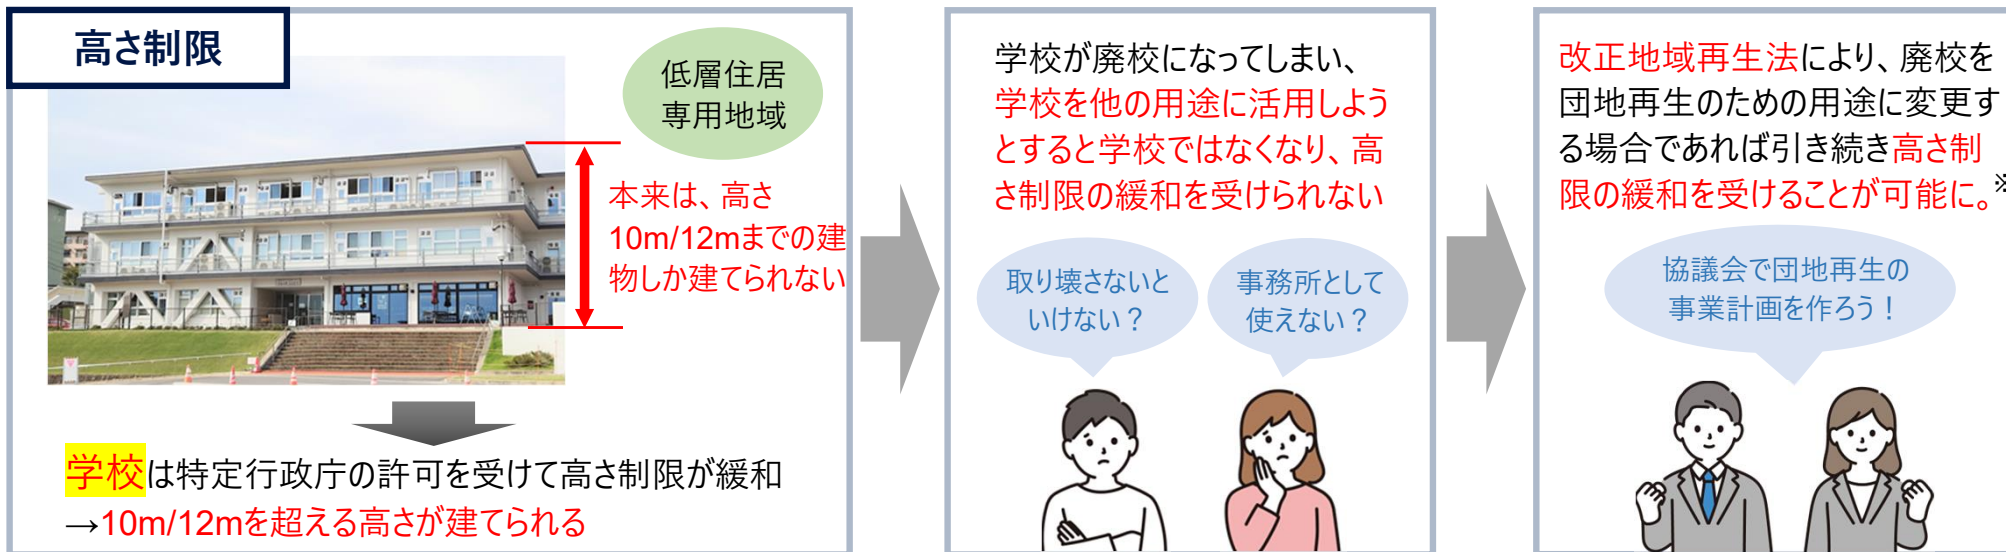 高さ制限
低層住居
専用地域
本来は、高さ
10m/12mまでの建
物しか建てられない
学校は特定行政庁の許可を受けて高さ制限が緩和
→10m/12mを超える高さが建てられる
学校が廃校になってしまい、
学校を他の用途に活用しよう
とすると学校ではなくなり、高
さ制限の緩和を受けられない
取り壊さないと
いけない？
事務所として
使えない？
改正地域再生法により、廃校を
団地再生のための用途に変更す
る場合であれば引き続き高さ制
限の緩和を受けることが可能に。※
協議会で団地再生の
事業計画を作ろう！